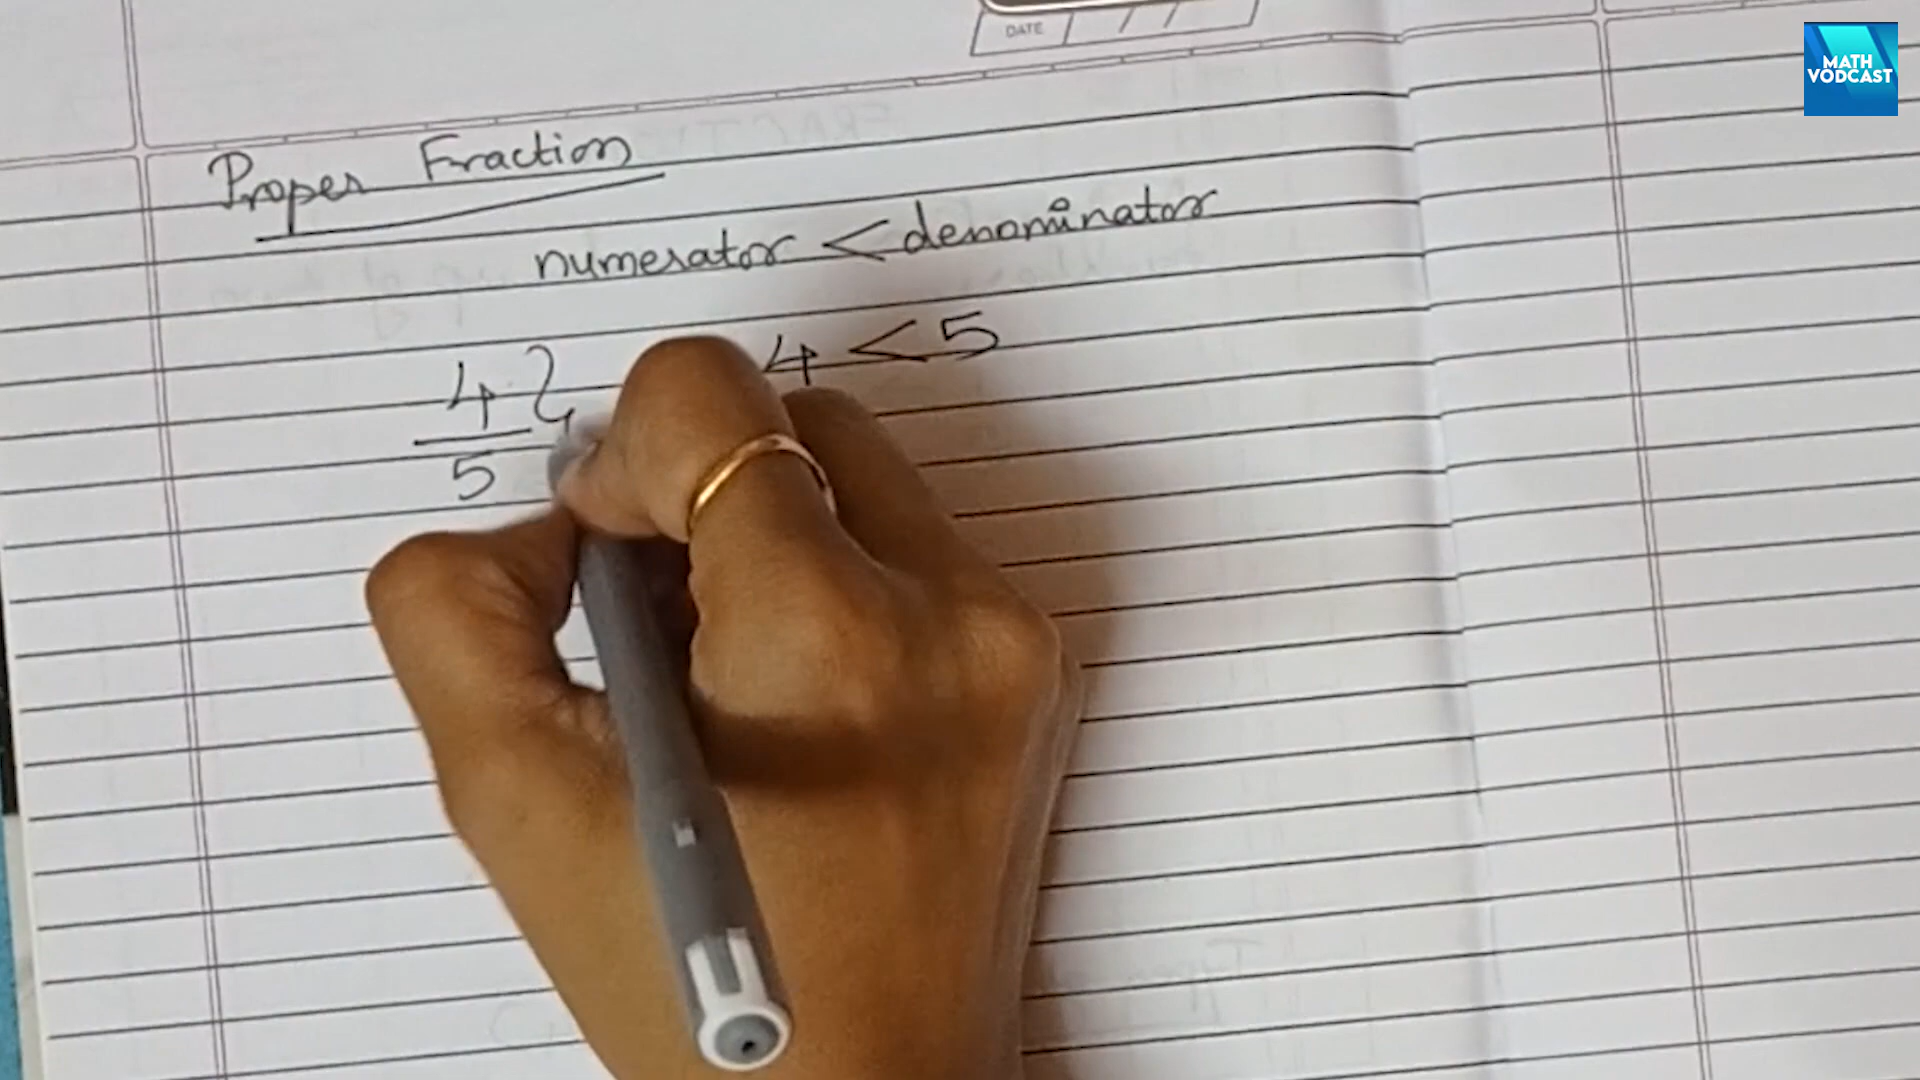 DATE / /
MATH
VODCAST
Proper Fraction
numerator < denominator
4 } 4 < 5
5